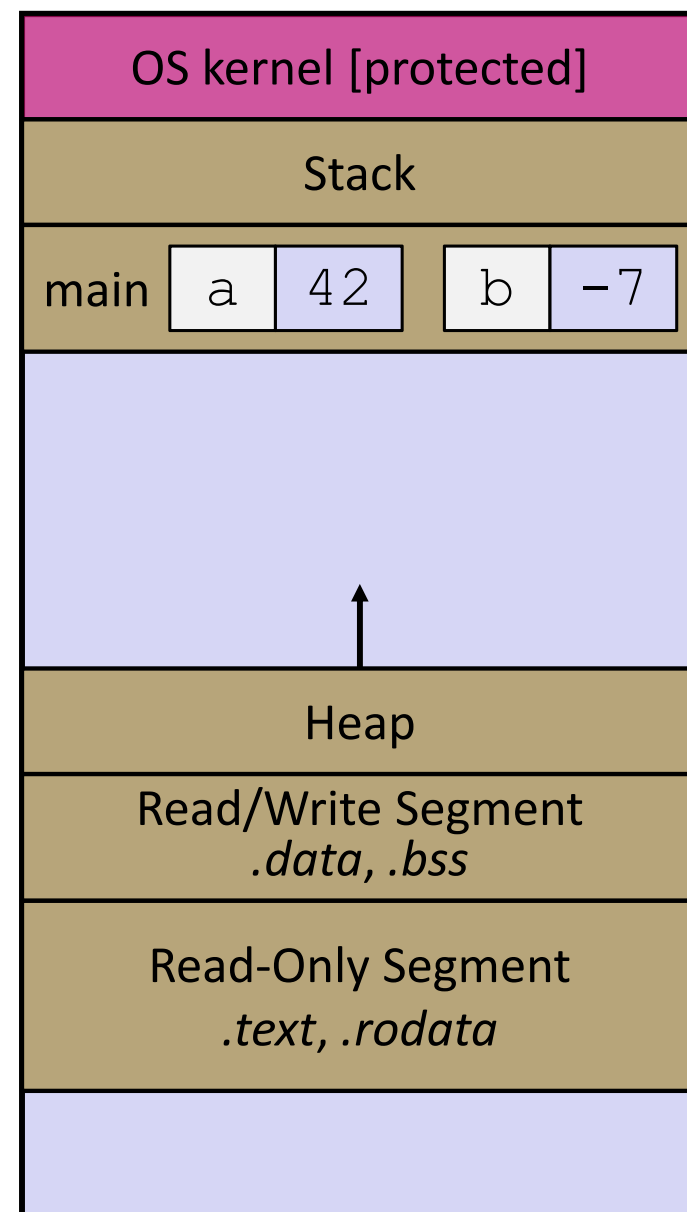 OS kernel [protected]
Stack
main a 42 b -7
Heap
Read/Write Segment
.data, .bss
Read-Only Segment
.text, .rodata